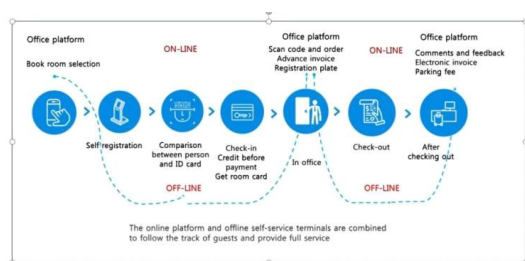 Office platform
Book room selection
ON-LINE
Office platform
Scan code and order
Advance invoice
Registration plate
ON-LINE
Office platform
Comments and feedback
Electronic invoice
Parking fee
Self registration
Comparison
between person
and ID card
Check-in
Credit before
payment
Get room card
In office
Check-out
After
checking out
OFF-LINE
OFF-LINE
The online platform and offline self-service terminals are combined
to follow the track of guests and provide full service